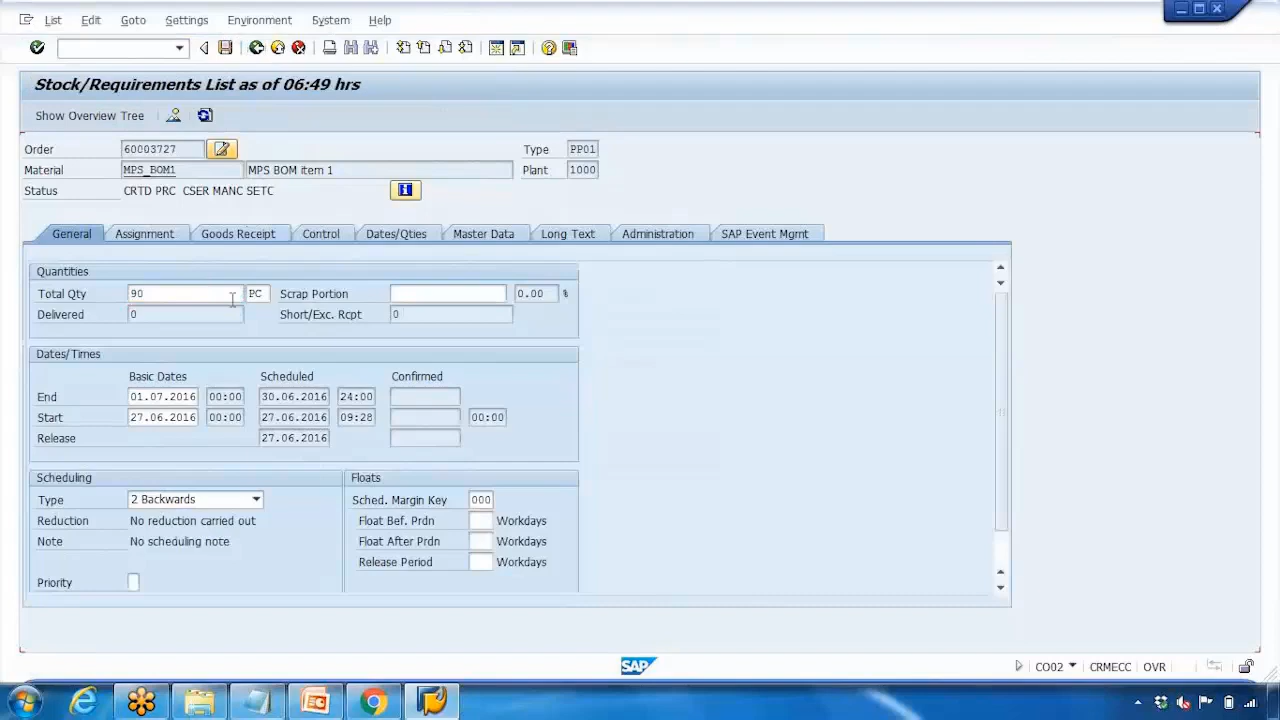 List Edit Goto Settings Environment System Help
Stock/Requirements List as of 06:49 hrs
Show Overview Tree
Order 60003727 Type PP01
Material MPS_BOM1 MPS BOM item 1 Plant 1000
Status CRTD PRC CSER MANC SETC
General Assignment Goods Receipt Control Dates/Qties Master Data Long Text Administration SAP Event Mgmt
Quantities
Total Qty 90 PC Scrap Portion 0.00 %
Delivered 0 Short/Exc. Rcpt 0
Dates/Times
Basic Dates Scheduled Confirmed
End 01.07.2016 00:00 30.06.2016 24:00
Start 27.06.2016 00:00 27.06.2016 09:28 00:00
Release 27.06.2016
Scheduling Floats
Type 2 Backwards Sched. Margin Key 000
Reduction No reduction carried out Float Bef. Prdn Workdays
Note No scheduling note Float After Prdn Workdays
Release Period Workdays
Priority
SAP CO02 CRMECC OVR